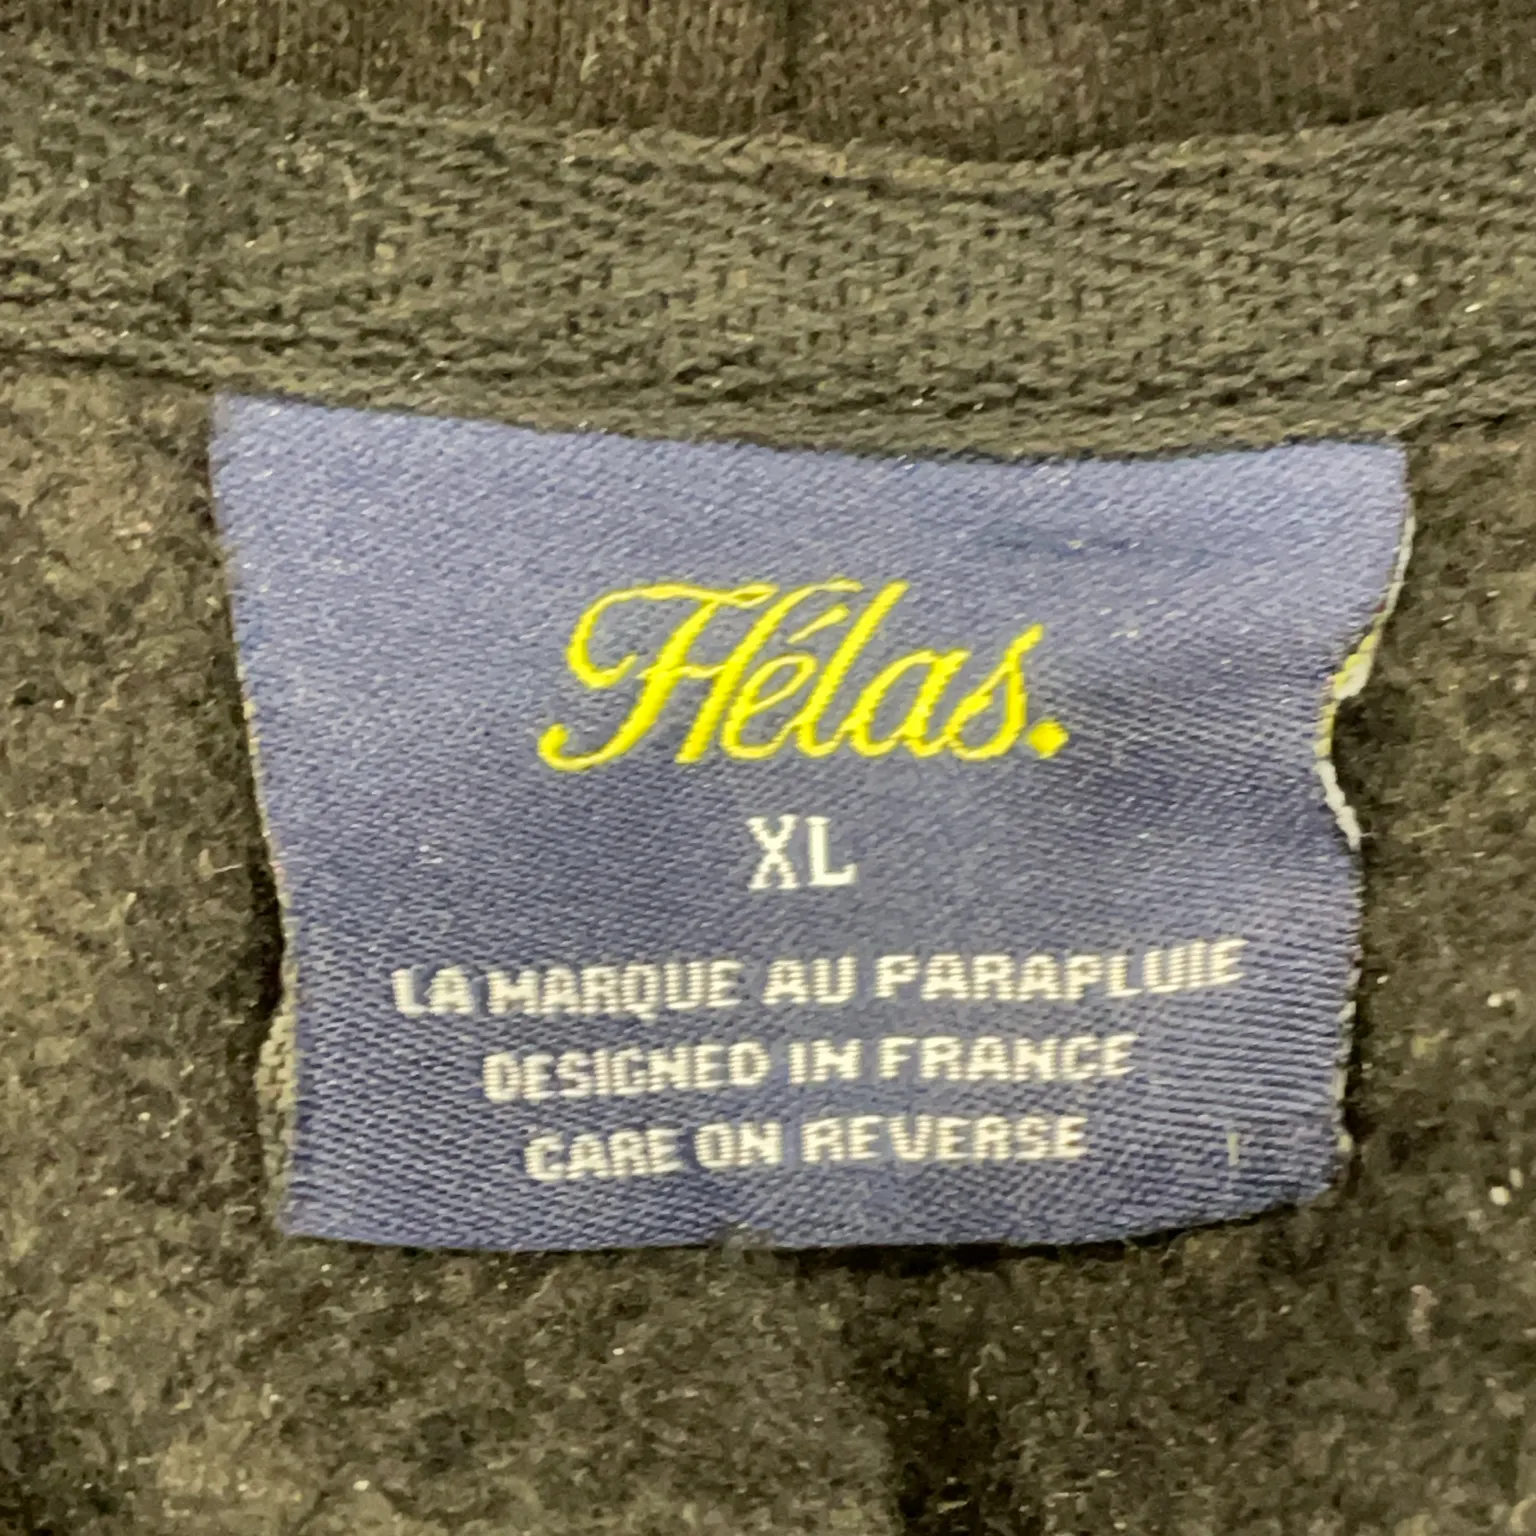 Hélas.
XL
LA MARQUE AU PARAPLUIE
DESIGNED IN FRANCE
CARE ON REVERSE